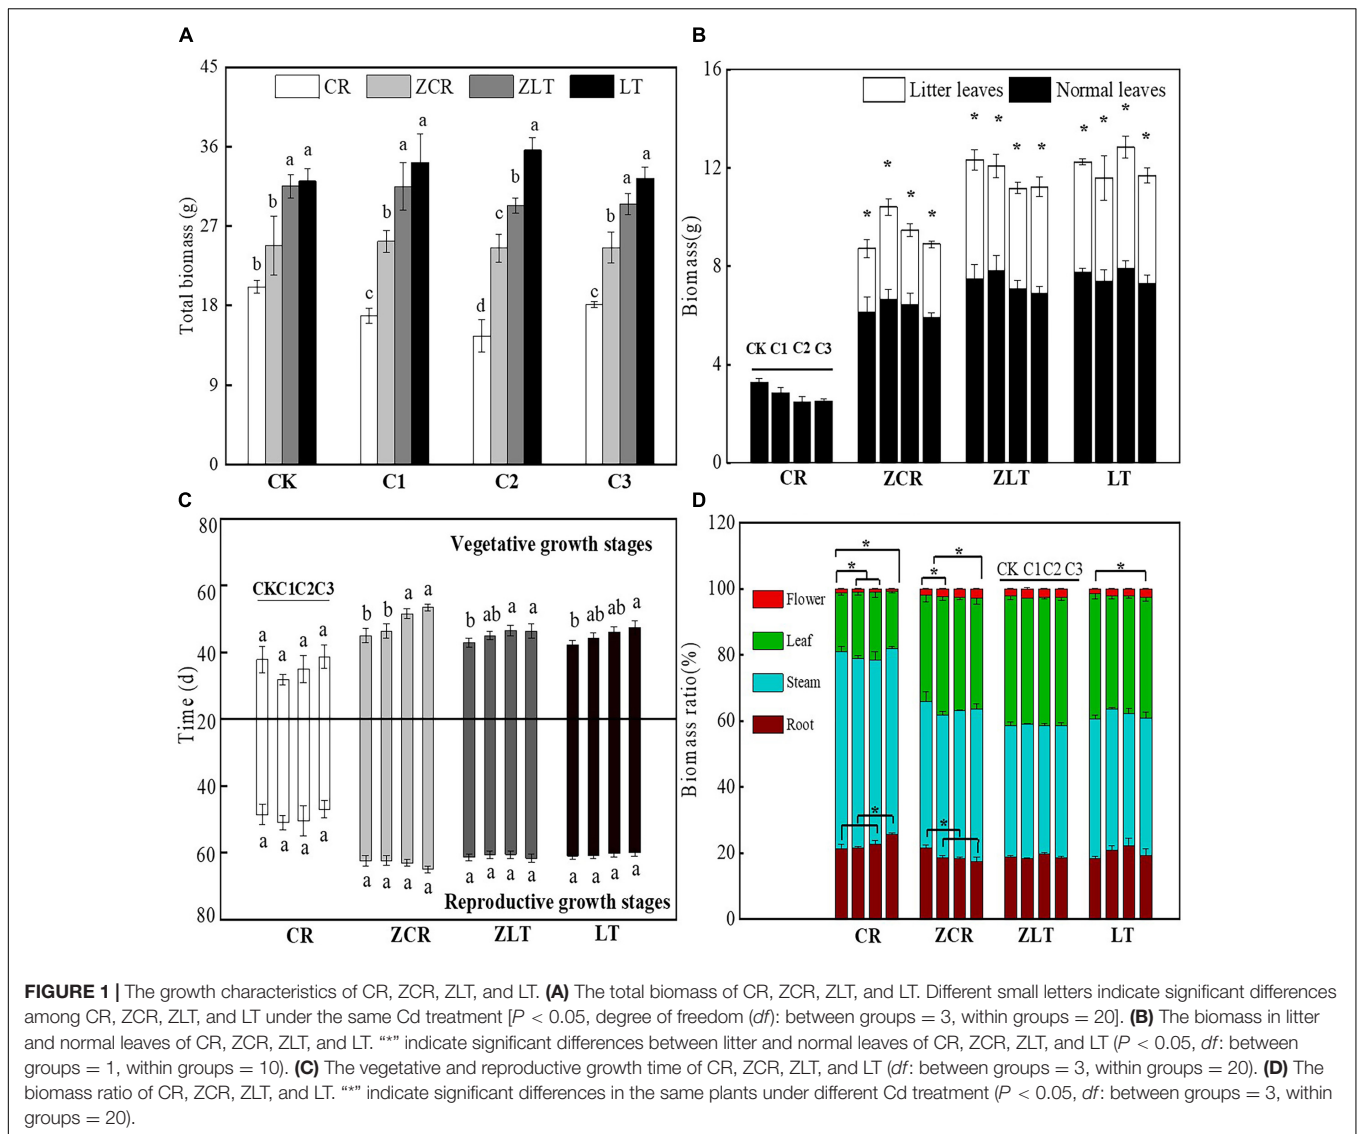 A
45
36
27
18
9
0
Total biomass (g)
CR ZCR ZLT LT
b b a a
c b a a
d c b a
c b a a
CK C1 C2 C3
B
16
12
8
4
0
Biomass(g)
Litter leaves Normal leaves
* * * *
* * * *
* * * *
CK C1 C2 C3
CR ZCR ZLT LT
C
80
60
40
20
40
60
80
Time (d)
Vegetative growth stages
CKC1C2C3
a a a a
b b a a
b ab a a
b ab ab a
a a a a
a a a a
a a a a
a a a a
Reproductive growth stages
CR ZCR ZLT LT
D
120
100
80
60
40
20
0
Biomass ratio(%)
Flower
Leaf
Steam
Root
* * * * *
CK C1C2 C3
* *
CR ZCR ZLT LT
FIGURE 1 | The growth characteristics of CR, ZCR, ZLT, and LT. (A) The total biomass of CR, ZCR, ZLT, and LT. Different small letters indicate significant differences
among CR, ZCR, ZLT, and LT under the same Cd treatment [P < 0.05, degree of freedom (df): between groups = 3, within groups = 20]. (B) The biomass in litter
and normal leaves of CR, ZCR, ZLT, and LT. “*” indicate significant differences between litter and normal leaves of CR, ZCR, ZLT, and LT (P < 0.05, df: between
groups = 1, within groups = 10). (C) The vegetative and reproductive growth time of CR, ZCR, ZLT, and LT (df: between groups = 3, within groups = 20). (D) The
biomass ratio of CR, ZCR, ZLT, and LT. “*” indicate significant differences in the same plants under different Cd treatment (P < 0.05, df: between groups = 3, within
groups = 20).